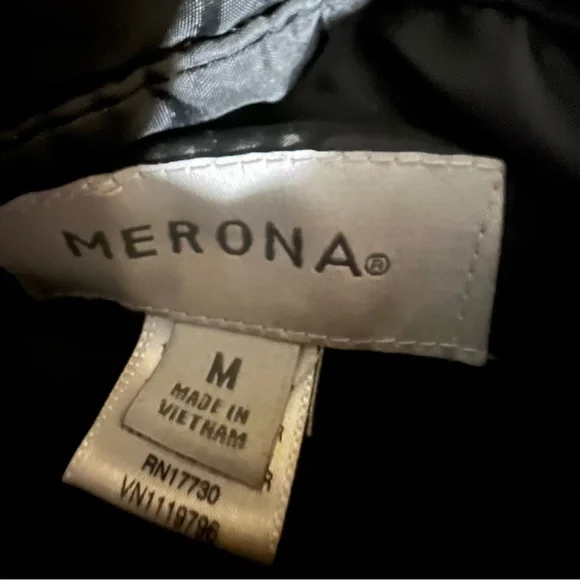 MERONA®
M
MADE IN
VIETNAM
R
RN17730 R
VN1119796